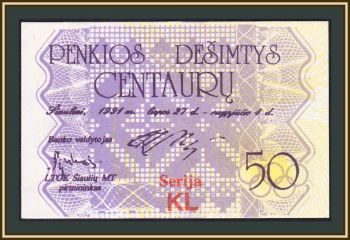 PENKIOS DEŠIMTYS
CENTAURŲ
Šiauliai, 1991 m. liepos 27 d. - rugpjūčio 4 d.
Banko valdytojas
LTOK Šiaulių MT
pirmininkas
50
Serija
KL